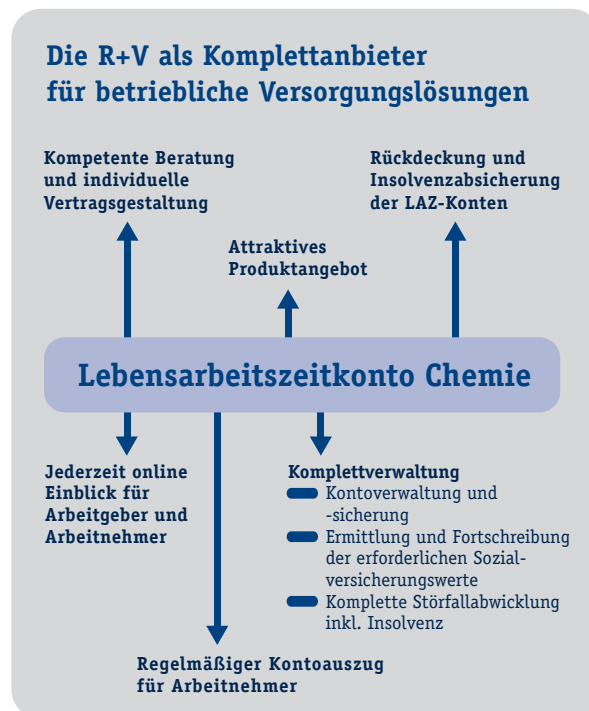 Die R+V als Komplettanbieter
für betriebliche Versorgungslösungen
Kompetente Beratung
und individuelle
Vertragsgestaltung
Rückdeckung und
Insolvenzabsicherung
der LAZ-Konten
Attraktives
Produktangebot
Lebensarbeitszeitkonto Chemie
Jederzeit online
Einblick für
Arbeitgeber und
Arbeitnehmer
Komplettverwaltung
Kontoverwaltung und
-sicherung
Ermittlung und Fortschreibung
der erforderlichen Sozial-
versicherungswerte
Komplette Störfallabwicklung
inkl. Insolvenz
Regelmäßiger Kontoauszug
für Arbeitnehmer